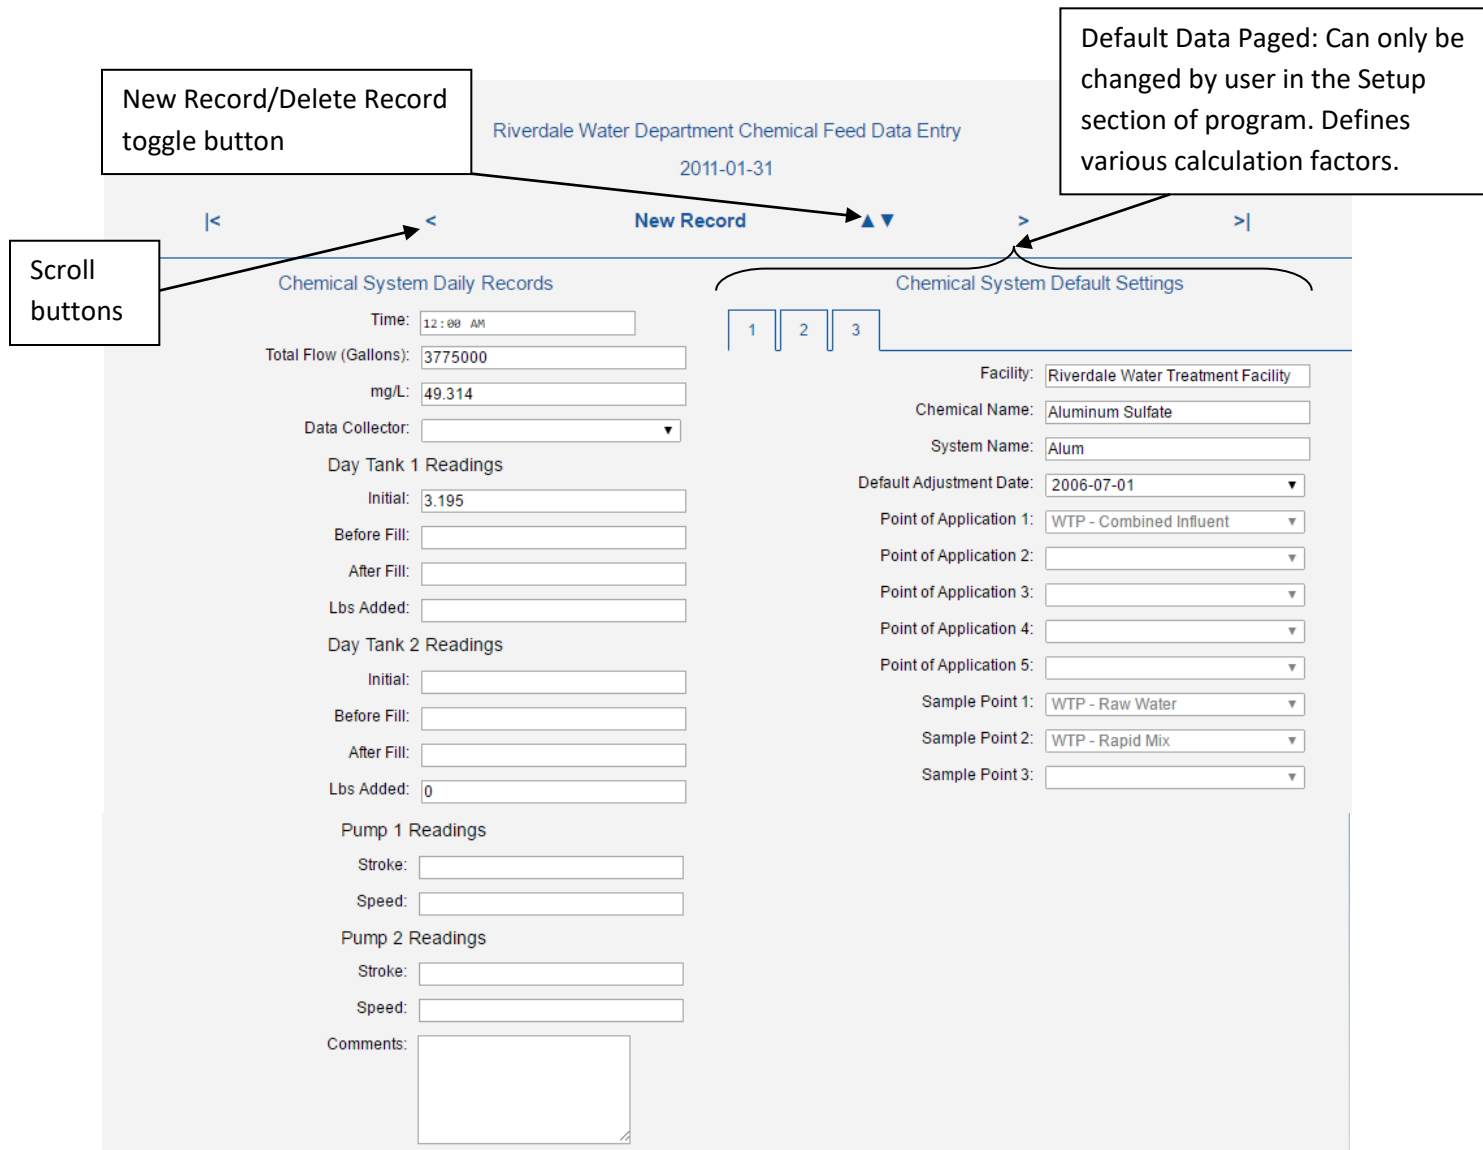 Default Data Paged: Can only be
changed by user in the Setup
section of program. Defines
various calculation factors.
New Record/Delete Record
toggle button
Riverdale Water Department Chemical Feed Data Entry
2011-01-31
|< < New Record ▲▼ > >|
Scroll
buttons
Chemical System Daily Records
Time: 12:00 AM
Total Flow (Gallons): 3775000
mg/L: 49.314
Data Collector:
Day Tank 1 Readings
Initial: 3.195
Before Fill:
After Fill:
Lbs Added:
Day Tank 2 Readings
Initial:
Before Fill:
After Fill:
Lbs Added: 0
Pump 1 Readings
Stroke:
Speed:
Pump 2 Readings
Stroke:
Speed:
Comments:
Chemical System Default Settings
1 2 3
Facility: Riverdale Water Treatment Facility
Chemical Name: Aluminum Sulfate
System Name: Alum
Default Adjustment Date: 2006-07-01
Point of Application 1: WTP - Combined Influent
Point of Application 2:
Point of Application 3:
Point of Application 4:
Point of Application 5:
Sample Point 1: WTP - Raw Water
Sample Point 2: WTP - Rapid Mix
Sample Point 3: